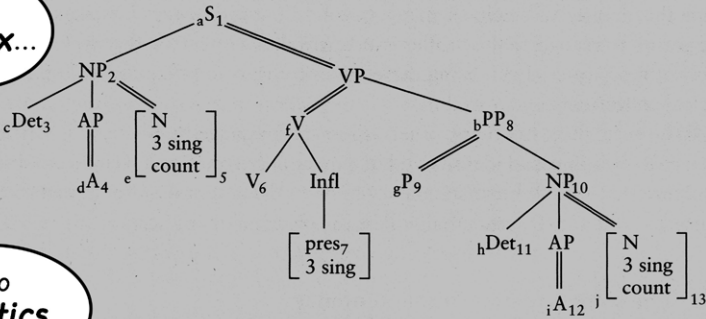 x...
aS1
NP2 VP
cDet3 AP N fV bPP8
3 sing
count
e 5
dA4 V6 Infl gP9 NP10
pres7
3 sing
hDet11 AP N
3 sing
count
j 13
iA12
o
tics